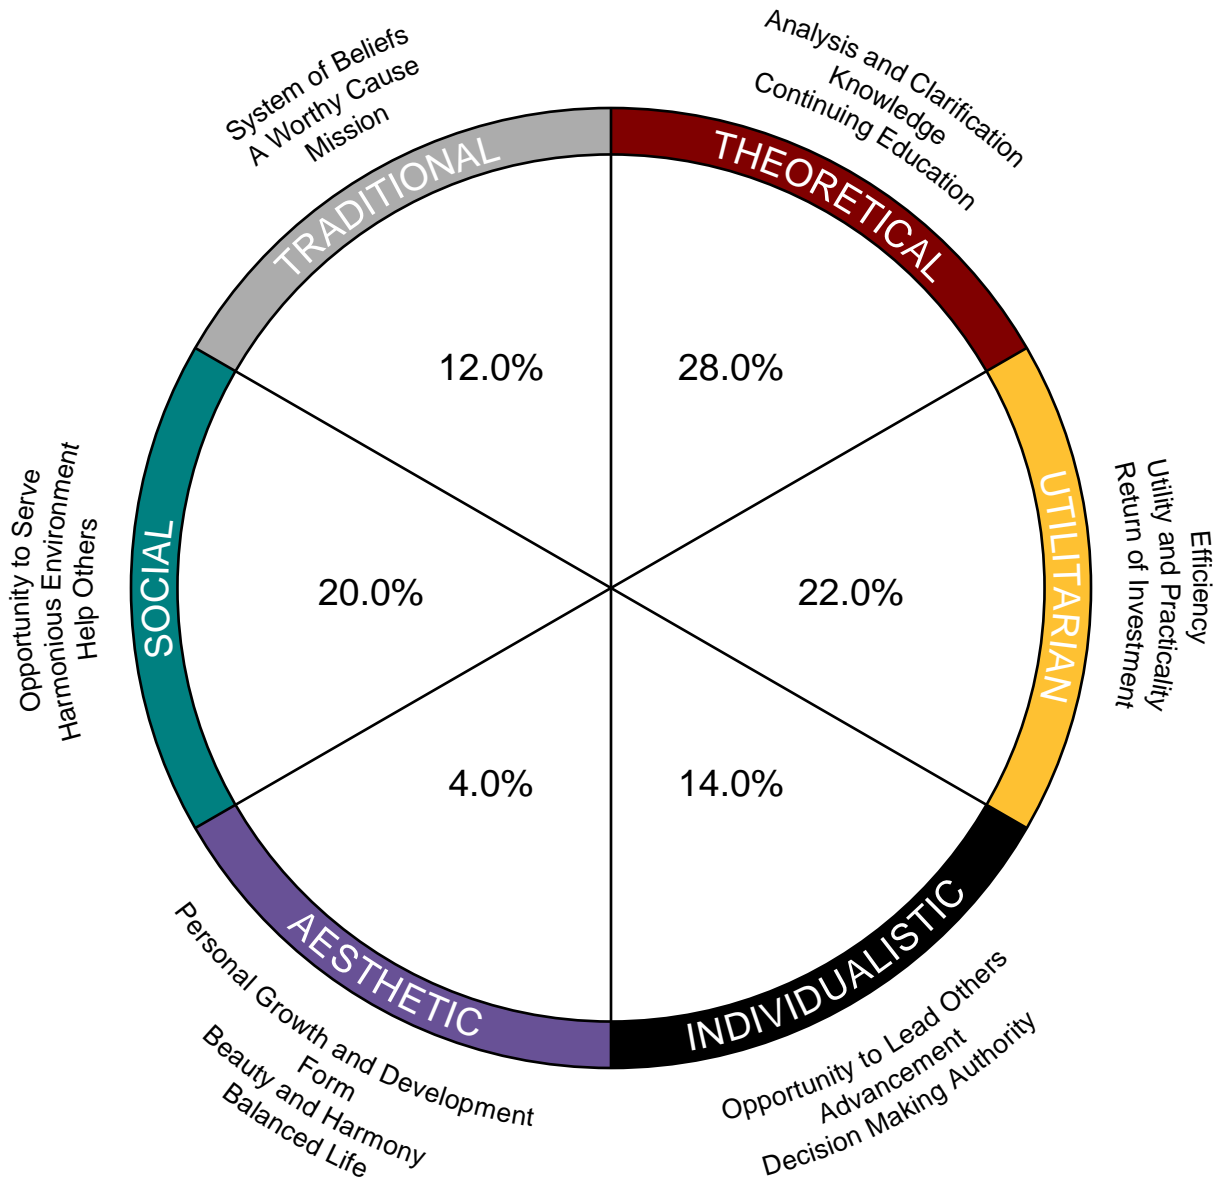 System of Beliefs
A Worthy Cause
Mission
TRADITIONAL
12.0%
Analysis and Clarification
Knowledge
Continuing Education
THEORETICAL
28.0%
Efficiency
Utility and Practicality
Return of Investment
UTILITARIAN
22.0%
INDIVIDUALISTIC
14.0%
Opportunity to Lead Others
Advancement
Decision Making Authority
AESTHETIC
4.0%
Personal Growth and Development
Form
Beauty and Harmony
Balanced Life
Opportunity to Serve
Harmonious Environment
Help Others
SOCIAL
20.0%